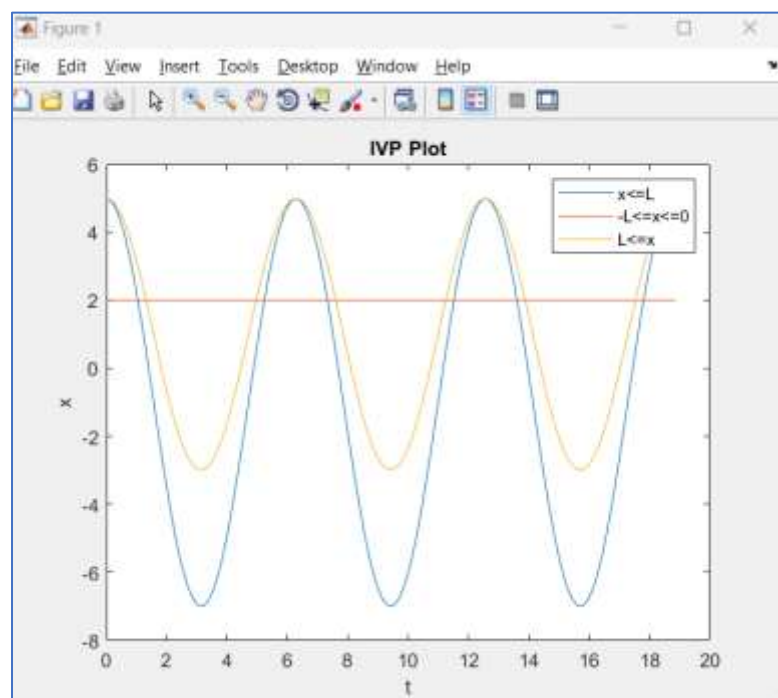 Figure 1
File Edit View Insert Tools Desktop Window Help
IVP Plot
x<=L
-L<=x<=0
L<=x
6
4
2
0
-2
-4
-6
-8
x
0 2 4 6 8 10 12 14 16 18 20
t